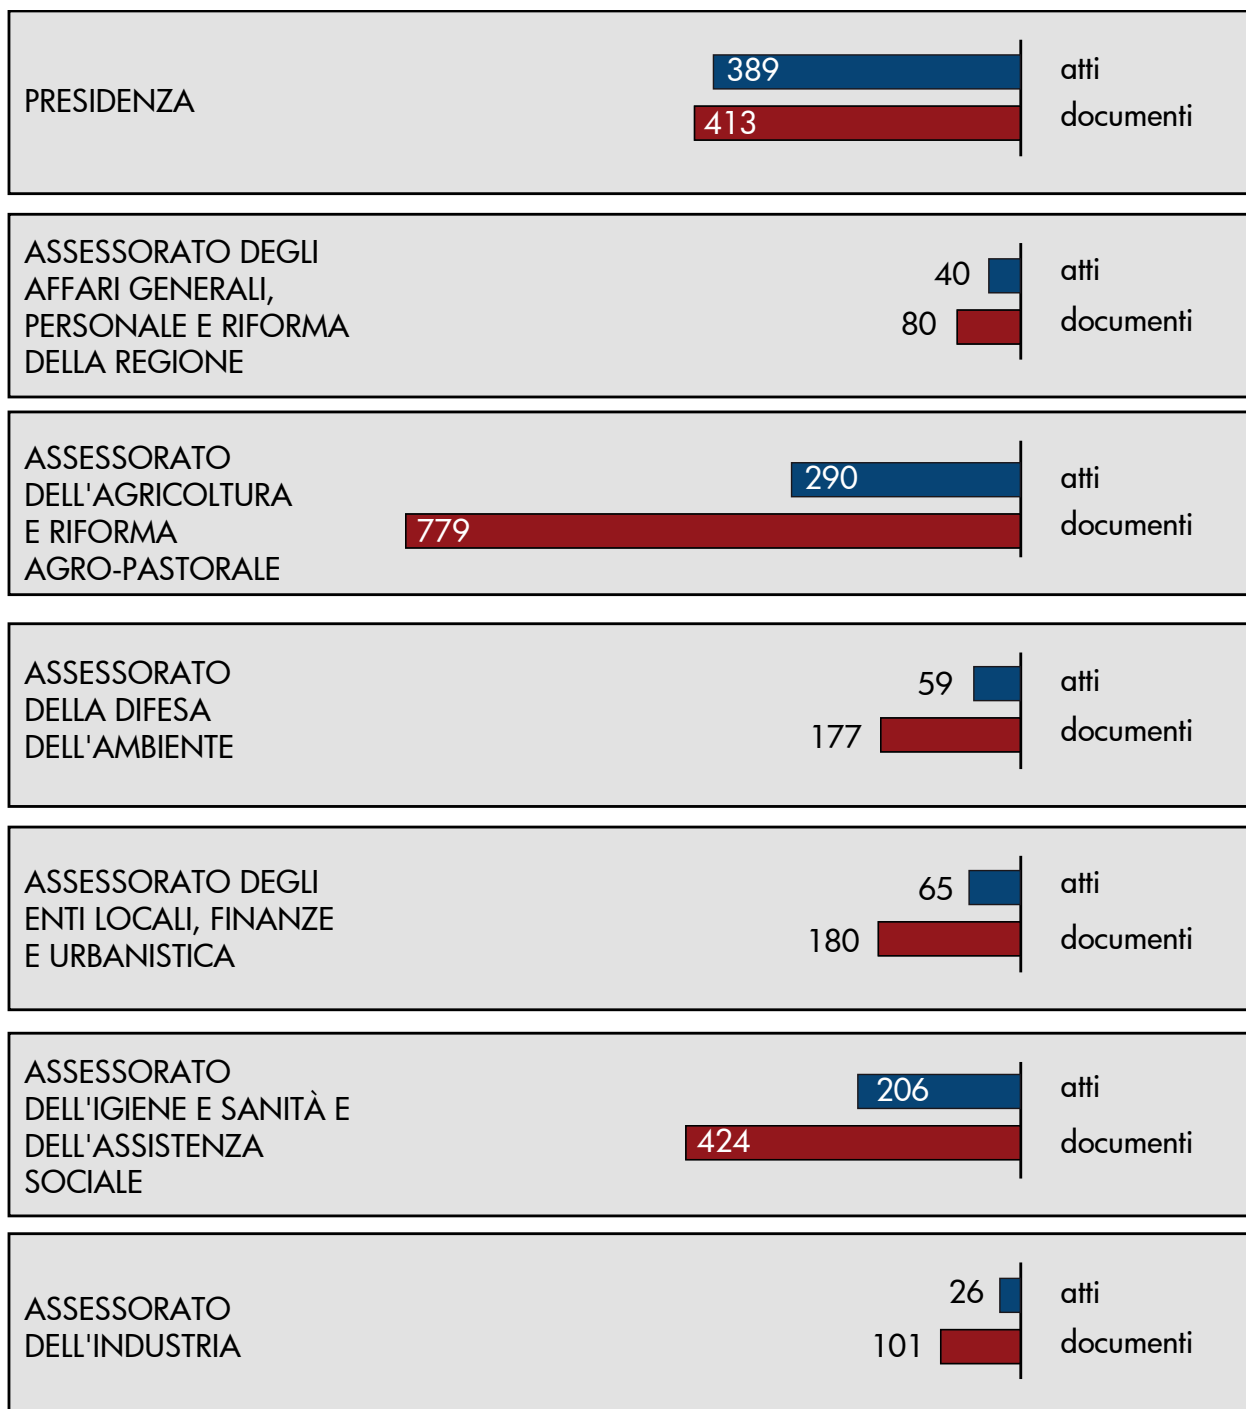 PRESIDENZA
389
atti
413
documenti
ASSESSORATO DEGLI
AFFARI GENERALI,
PERSONALE E RIFORMA
DELLA REGIONE
40
atti
80
documenti
ASSESSORATO
DELL'AGRICOLTURA
E RIFORMA
AGRO-PASTORALE
290
atti
779
documenti
ASSESSORATO
DELLA DIFESA
DELL'AMBIENTE
59
atti
177
documenti
ASSESSORATO DEGLI
ENTI LOCALI, FINANZE
E URBANISTICA
65
atti
180
documenti
ASSESSORATO
DELL'IGIENE E SANITÀ E
DELL'ASSISTENZA
SOCIALE
206
atti
424
documenti
ASSESSORATO
DELL'INDUSTRIA
26
atti
101
documenti